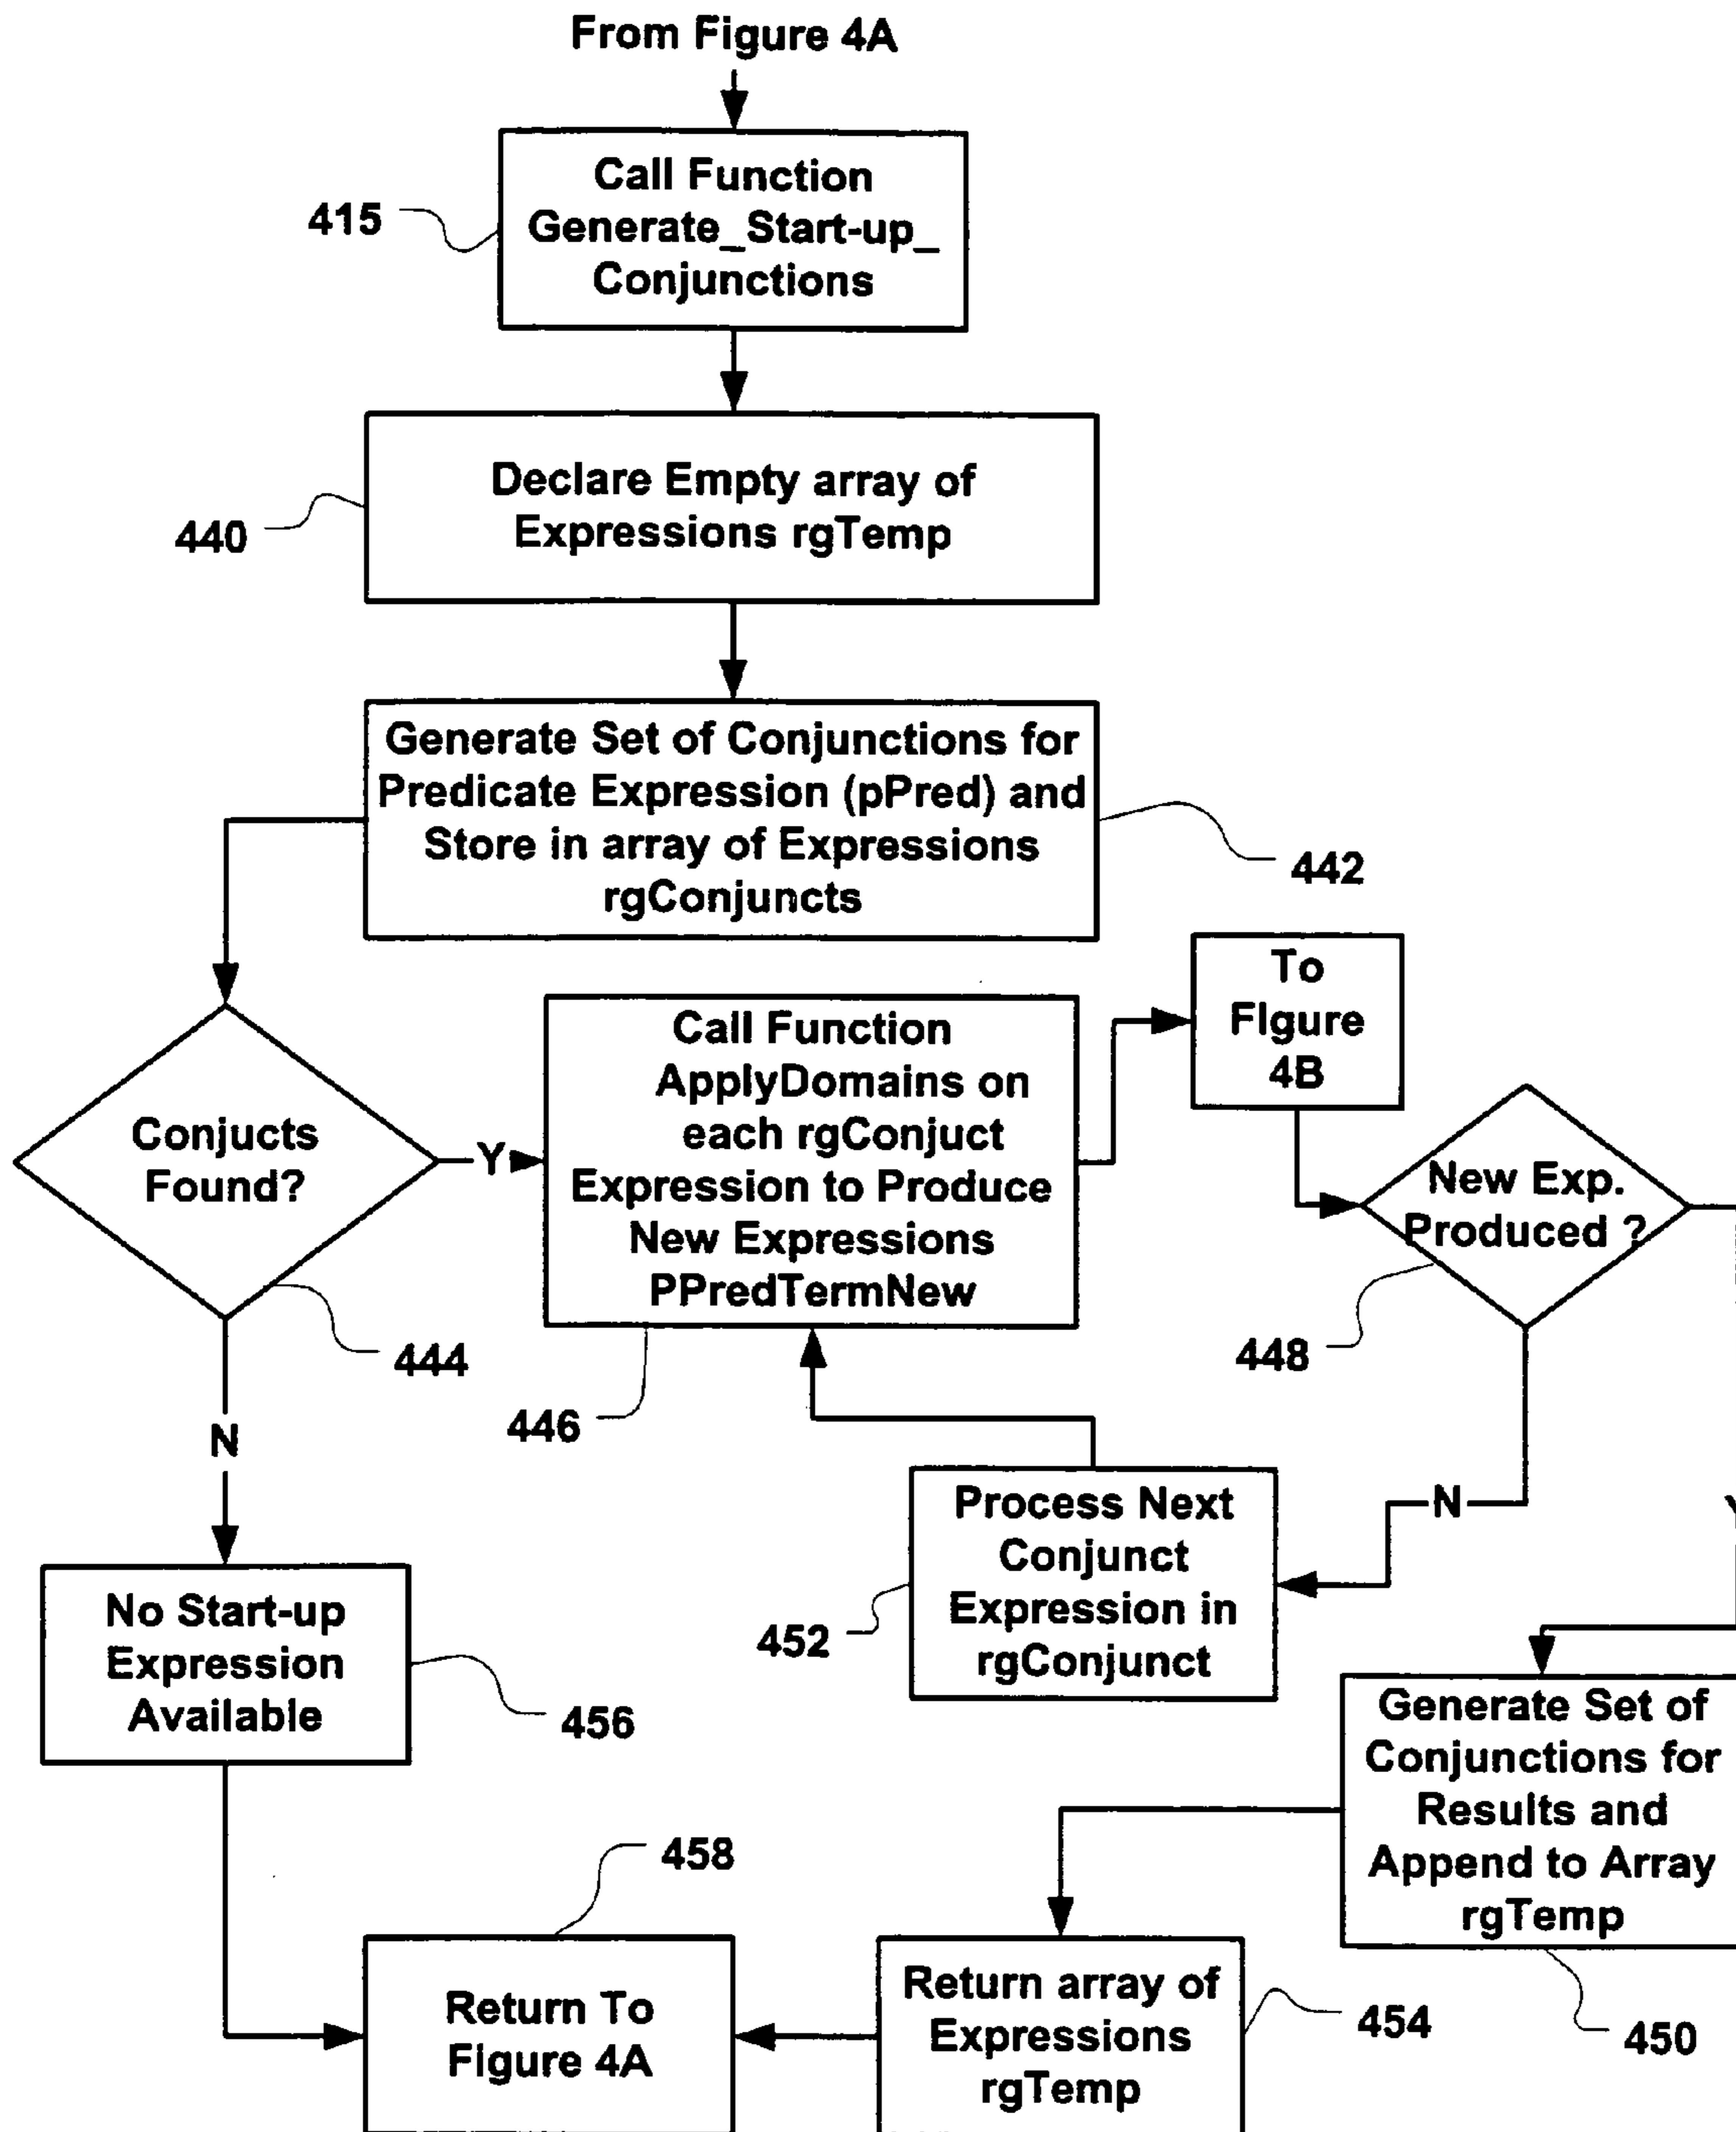 From Figure 4A
Call Function
Generate_Start-up_
Conjunctions
415
Declare Empty array of
Expressions rgTemp
440
Generate Set of Conjunctions for
Predicate Expression (pPred) and
Store in array of Expressions
rgConjuncts
442
Conjucts
Found?
444
Y
N
Call Function
ApplyDomains on
each rgConjuct
Expression to Produce
New Expressions
PPredTermNew
446
To
FIgure
4B
New Exp.
Produced ?
448
N
Y
Process Next
Conjunct
Expression in
rgConjunct
452
No Start-up
Expression
Available
456
Generate Set of
Conjunctions for
Results and
Append to Array
rgTemp
450
Return array of
Expressions
rgTemp
454
Return To
Figure 4A
458